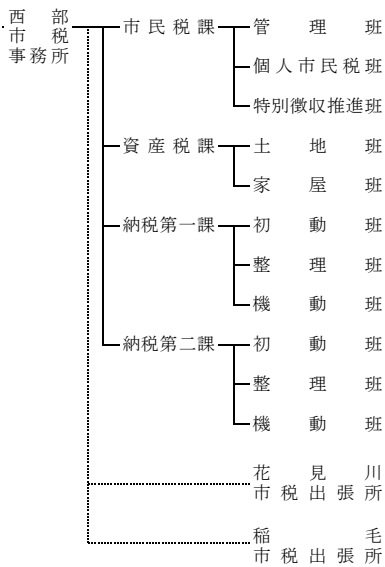 西部
市税
事務所
市民税課
管理班
個人市民税班
特別徴収推進班
資産税課
土地班
家屋班
納税第一課
初動班
整理班
機動班
納税第二課
初動班
整理班
機動班
花見川
市税出張所
稲毛
市税出張所